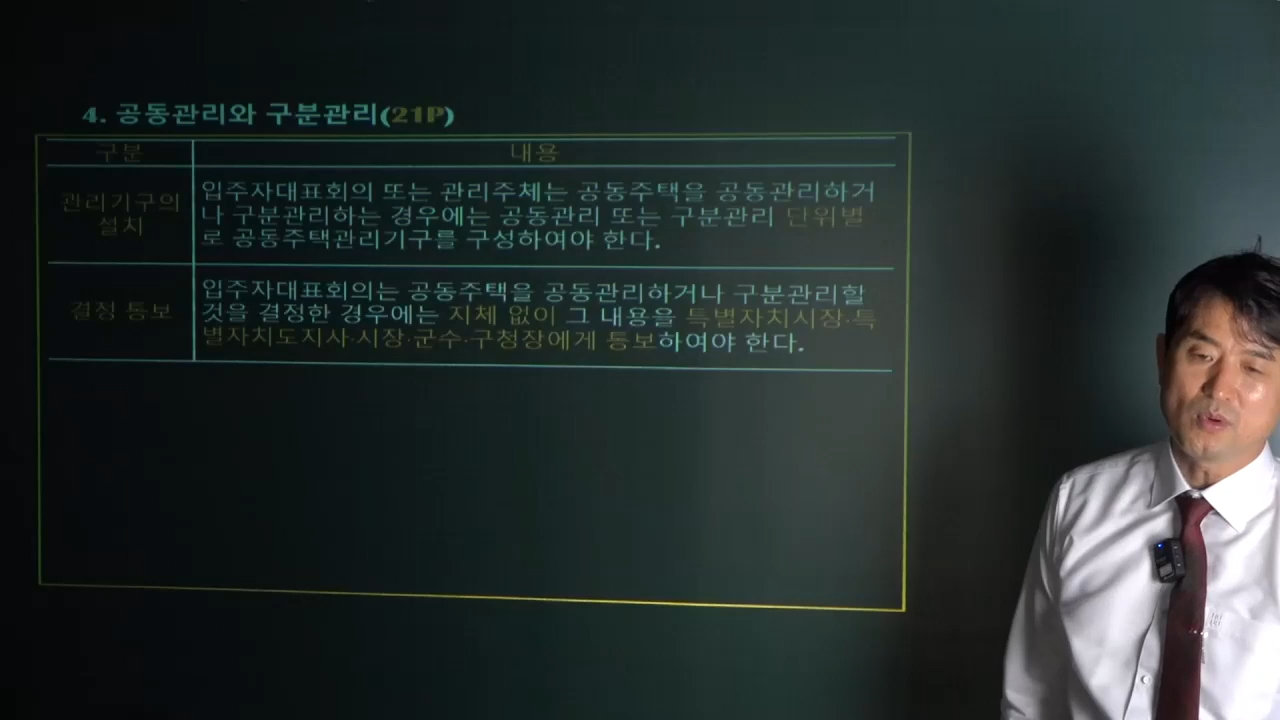 4. 공동관리와 구분관리(21P)
구분
내용
관리기구의
설치
입주자대표회의 또는 관리주체는 공동주택을 공동관리하거
나 구분관리하는 경우에는 공동관리 또는 구분관리 단위별
로 공동주택관리기구를 구성하여야 한다.
결정 통보
입주자대표회의는 공동주택을 공동관리하거나 구분관리할
것을 결정한 경우에는 지체 없이 그 내용을 특별자치시장·특
별자치도지사·시장·군수·구청장에게 통보하여야 한다.